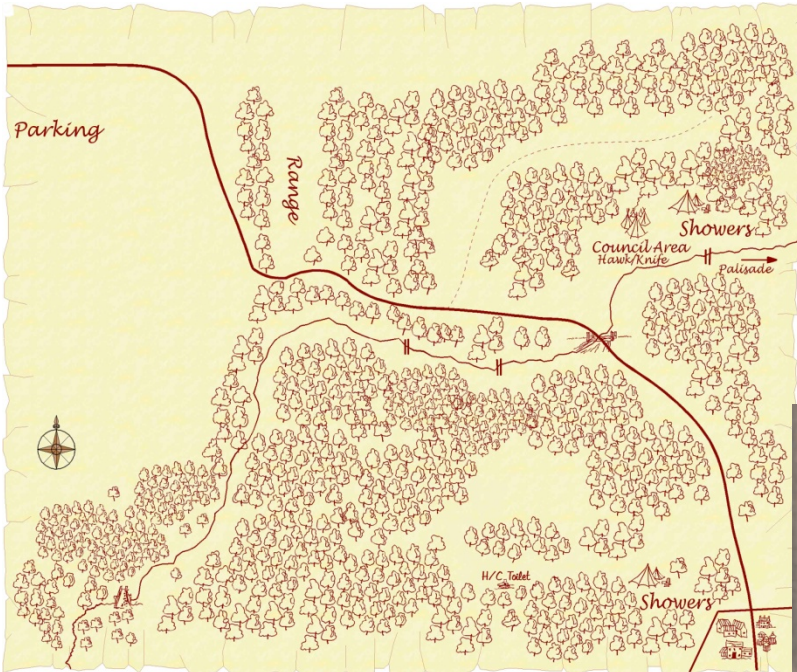 Parking
Range
Showers
Council Area
Hawk/Knife
Palisade
H/C Toilet
Showers